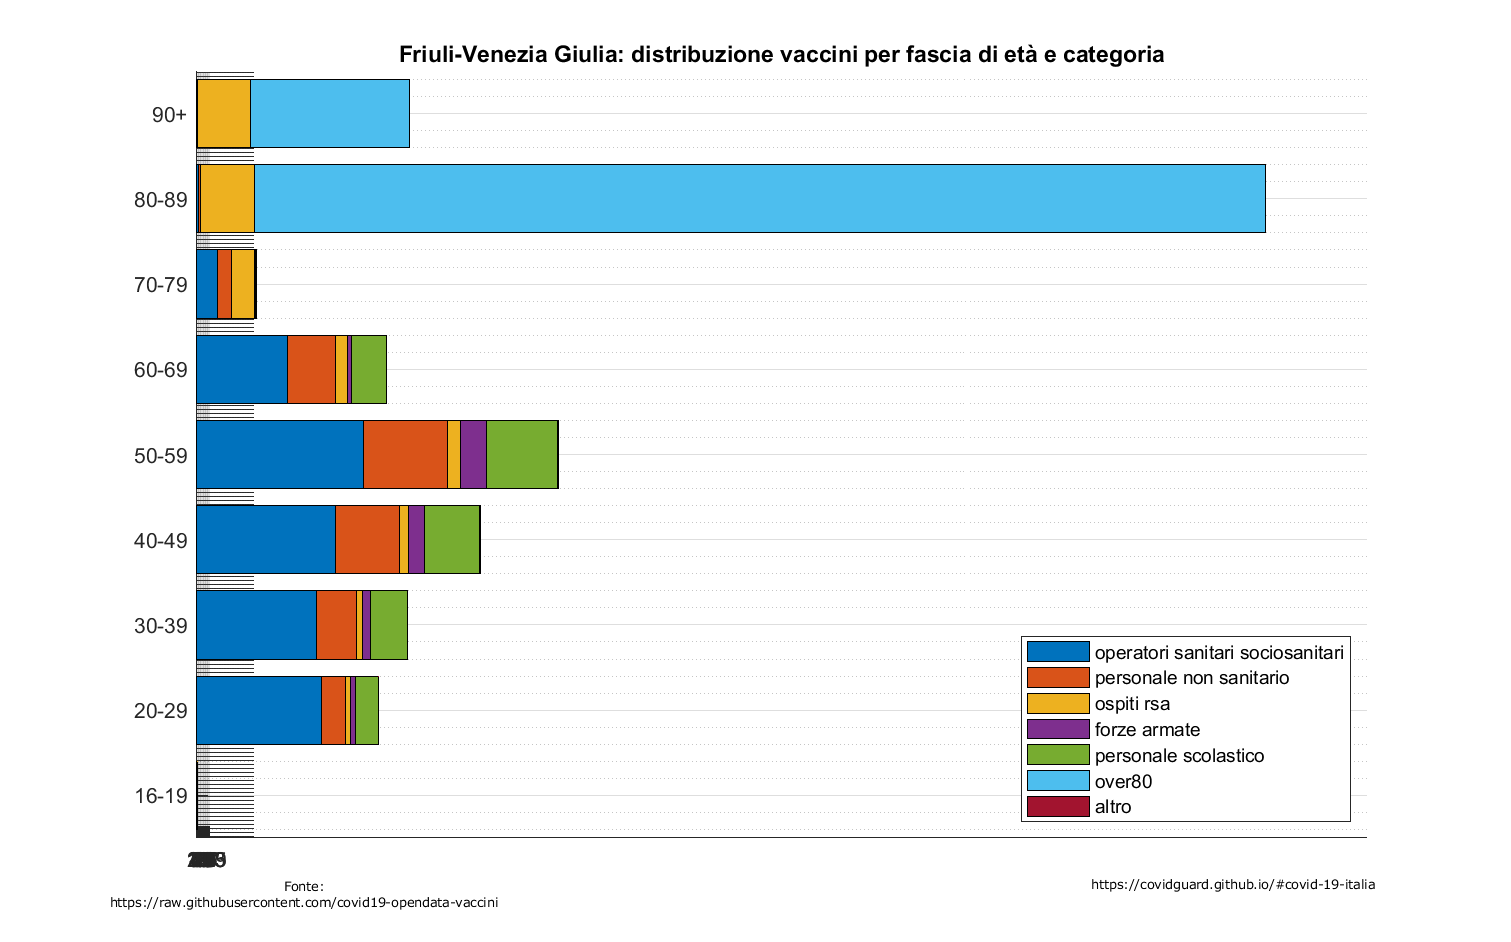 Friuli-Venezia Giulia: distribuzione vaccini per fascia di età e categoria
90+
80-89
70-79
60-69
50-59
40-49
30-39
20-29
16-19
operatori sanitari sociosanitari
personale non sanitario
ospiti rsa
forze armate
personale scolastico
over80
altro
Fonte:
https://raw.githubusercontent.com/covid19-opendata-vaccini
https://covidguard.github.io/#covid-19-italia